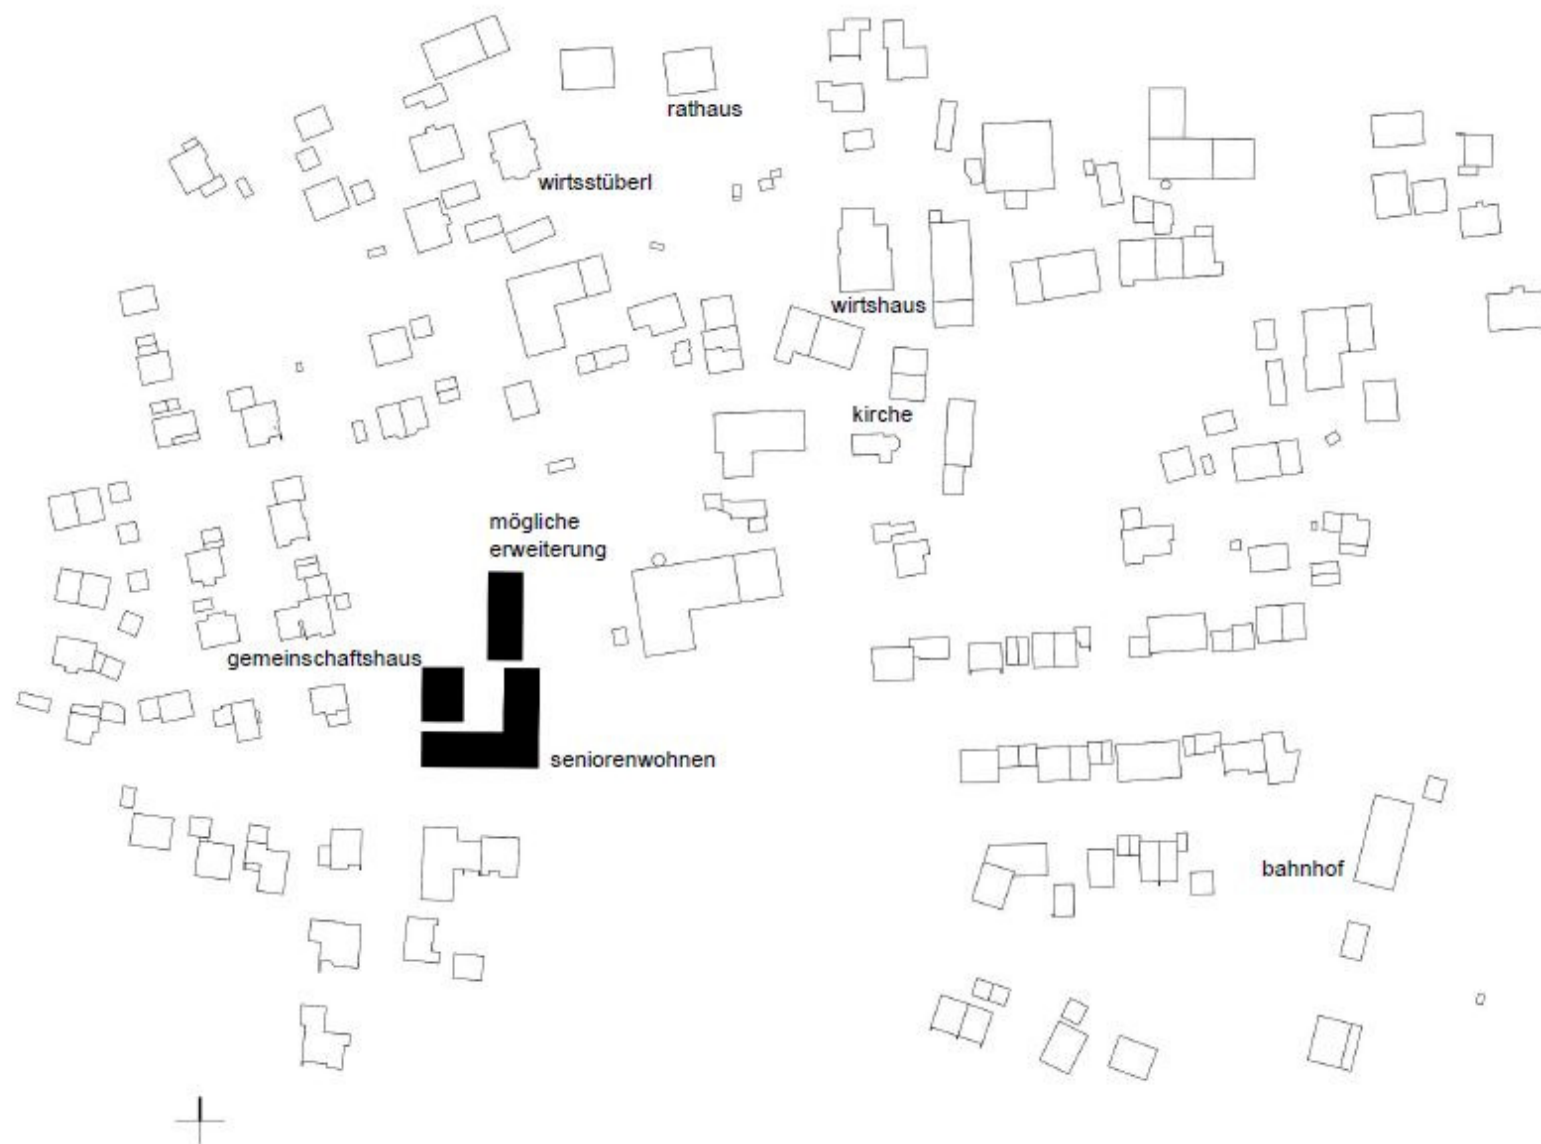 rathaus
wirtsstüberl
wirtshaus
kirche
mögliche
erweiterung
gemeinschaftshaus
seniorenwohnen
bahnhof